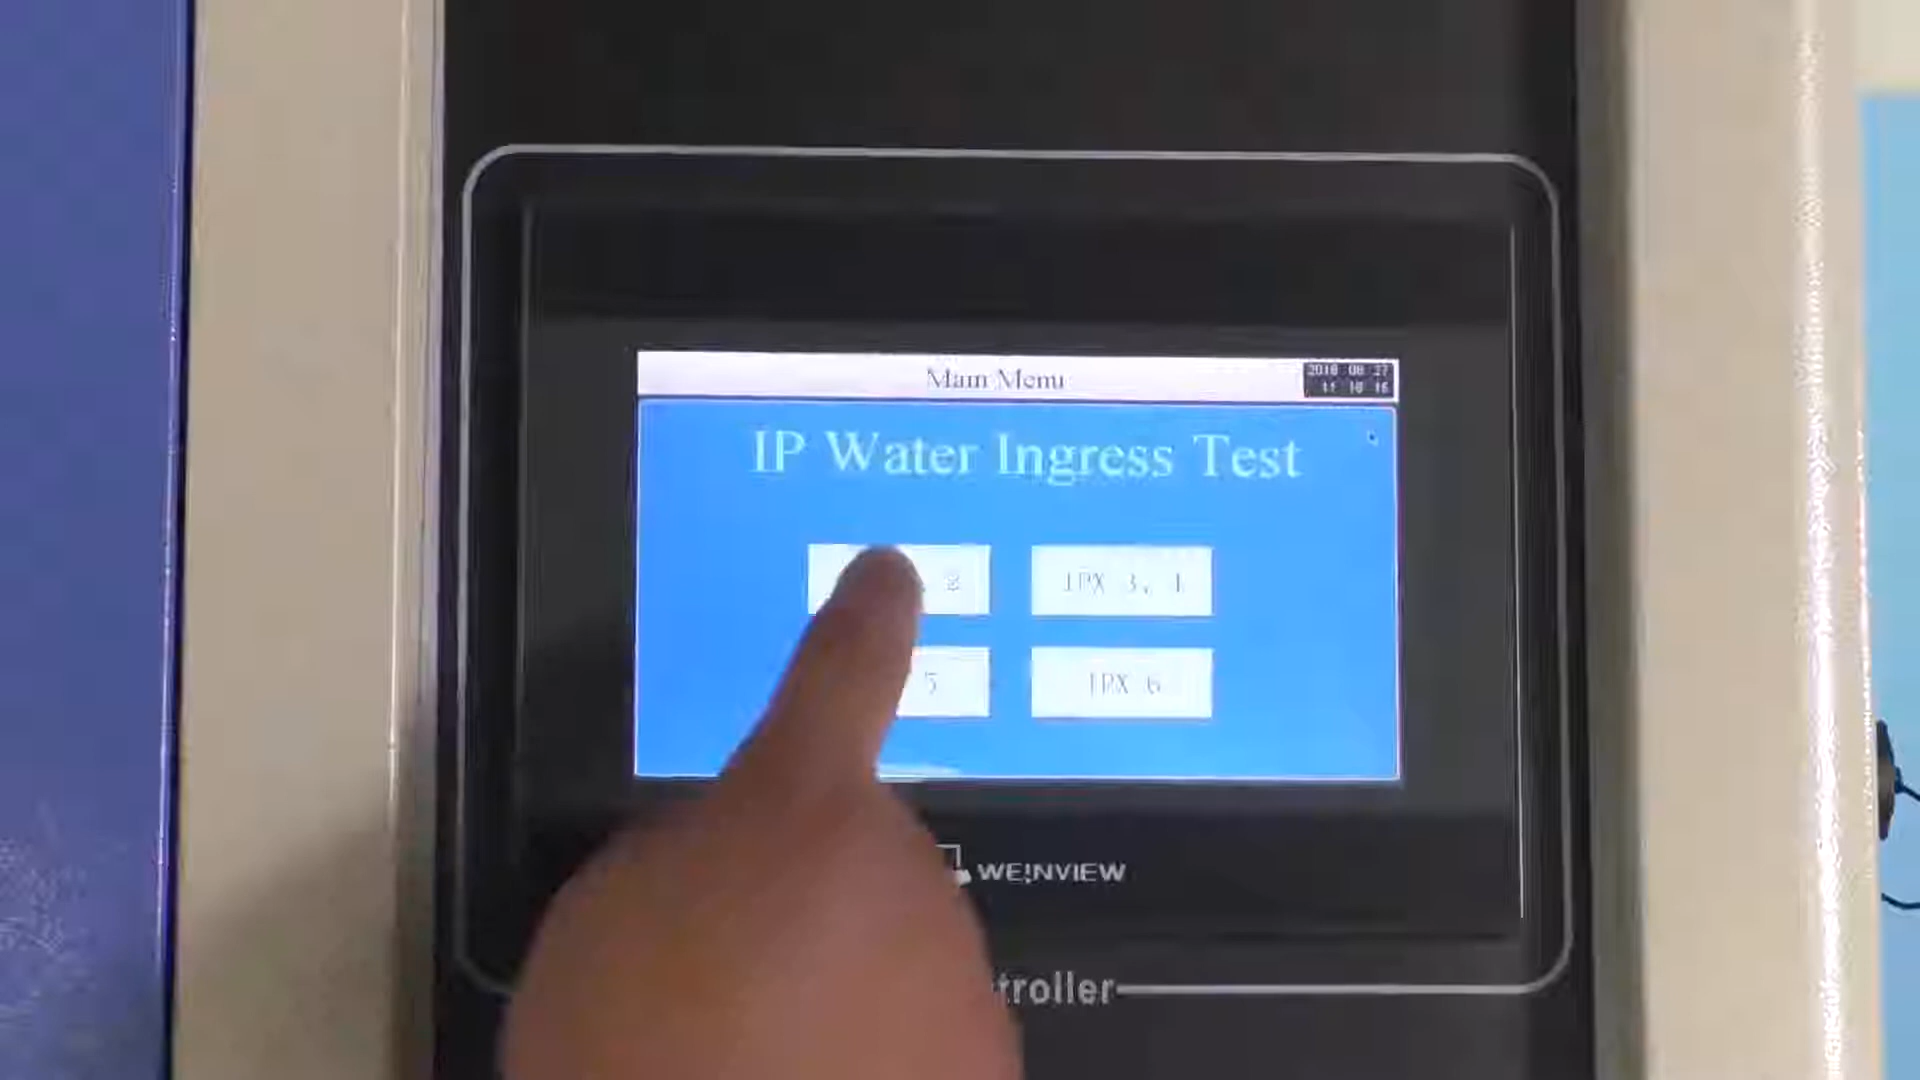 Main Menu
IP Water Ingress Test
2
IPX 3, 4
5
IPX 6
WEINVIEW
troller